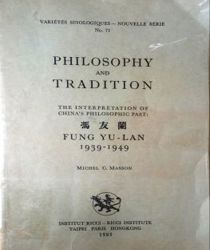 VARIÉTÉS SINOLOGIQUES — NOUVELLE SÉRIE
No. 71
PHILOSOPHY
AND
TRADITION
THE INTERPRETATION OF
CHINA'S PHILOSOPHIC PAST:
馮友蘭
FUNG YU-LAN
1939-1949
MICHEL C. MASSON
INSTITUT RICCI - RICCI INSTITUTE
TAIPEI PARIS HONGKONG
1985